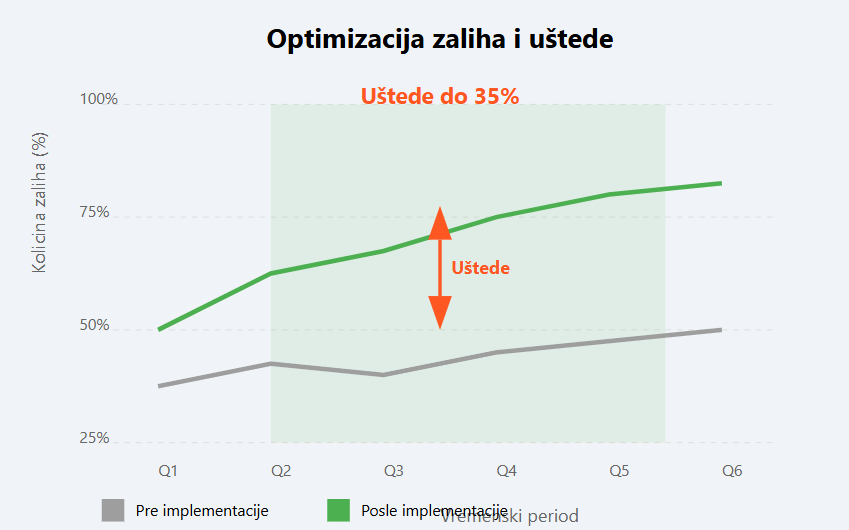 Optimizacija zaliha i uštede
Uštede do 35%
100%
75%
50%
25%
Kolicina zaliha (%)
Uštede
Q1 Q2 Q3 Q4 Q5 Q6
Pre implementacije
Posle implementacije
Vremenski period